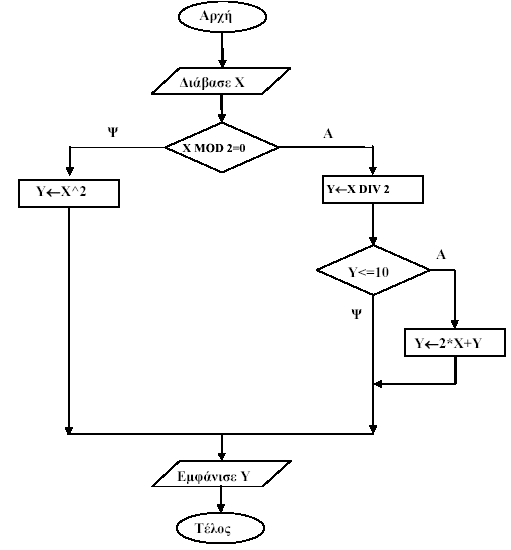 Αρχή
Διάβασε Χ
Ψ
Α
X MOD 2=0
Υ←Χ^2
Y←X DIV 2
Α
Υ<=10
Ψ
Υ←2*Χ+Υ
Εμφάνισε Υ
Τέλος